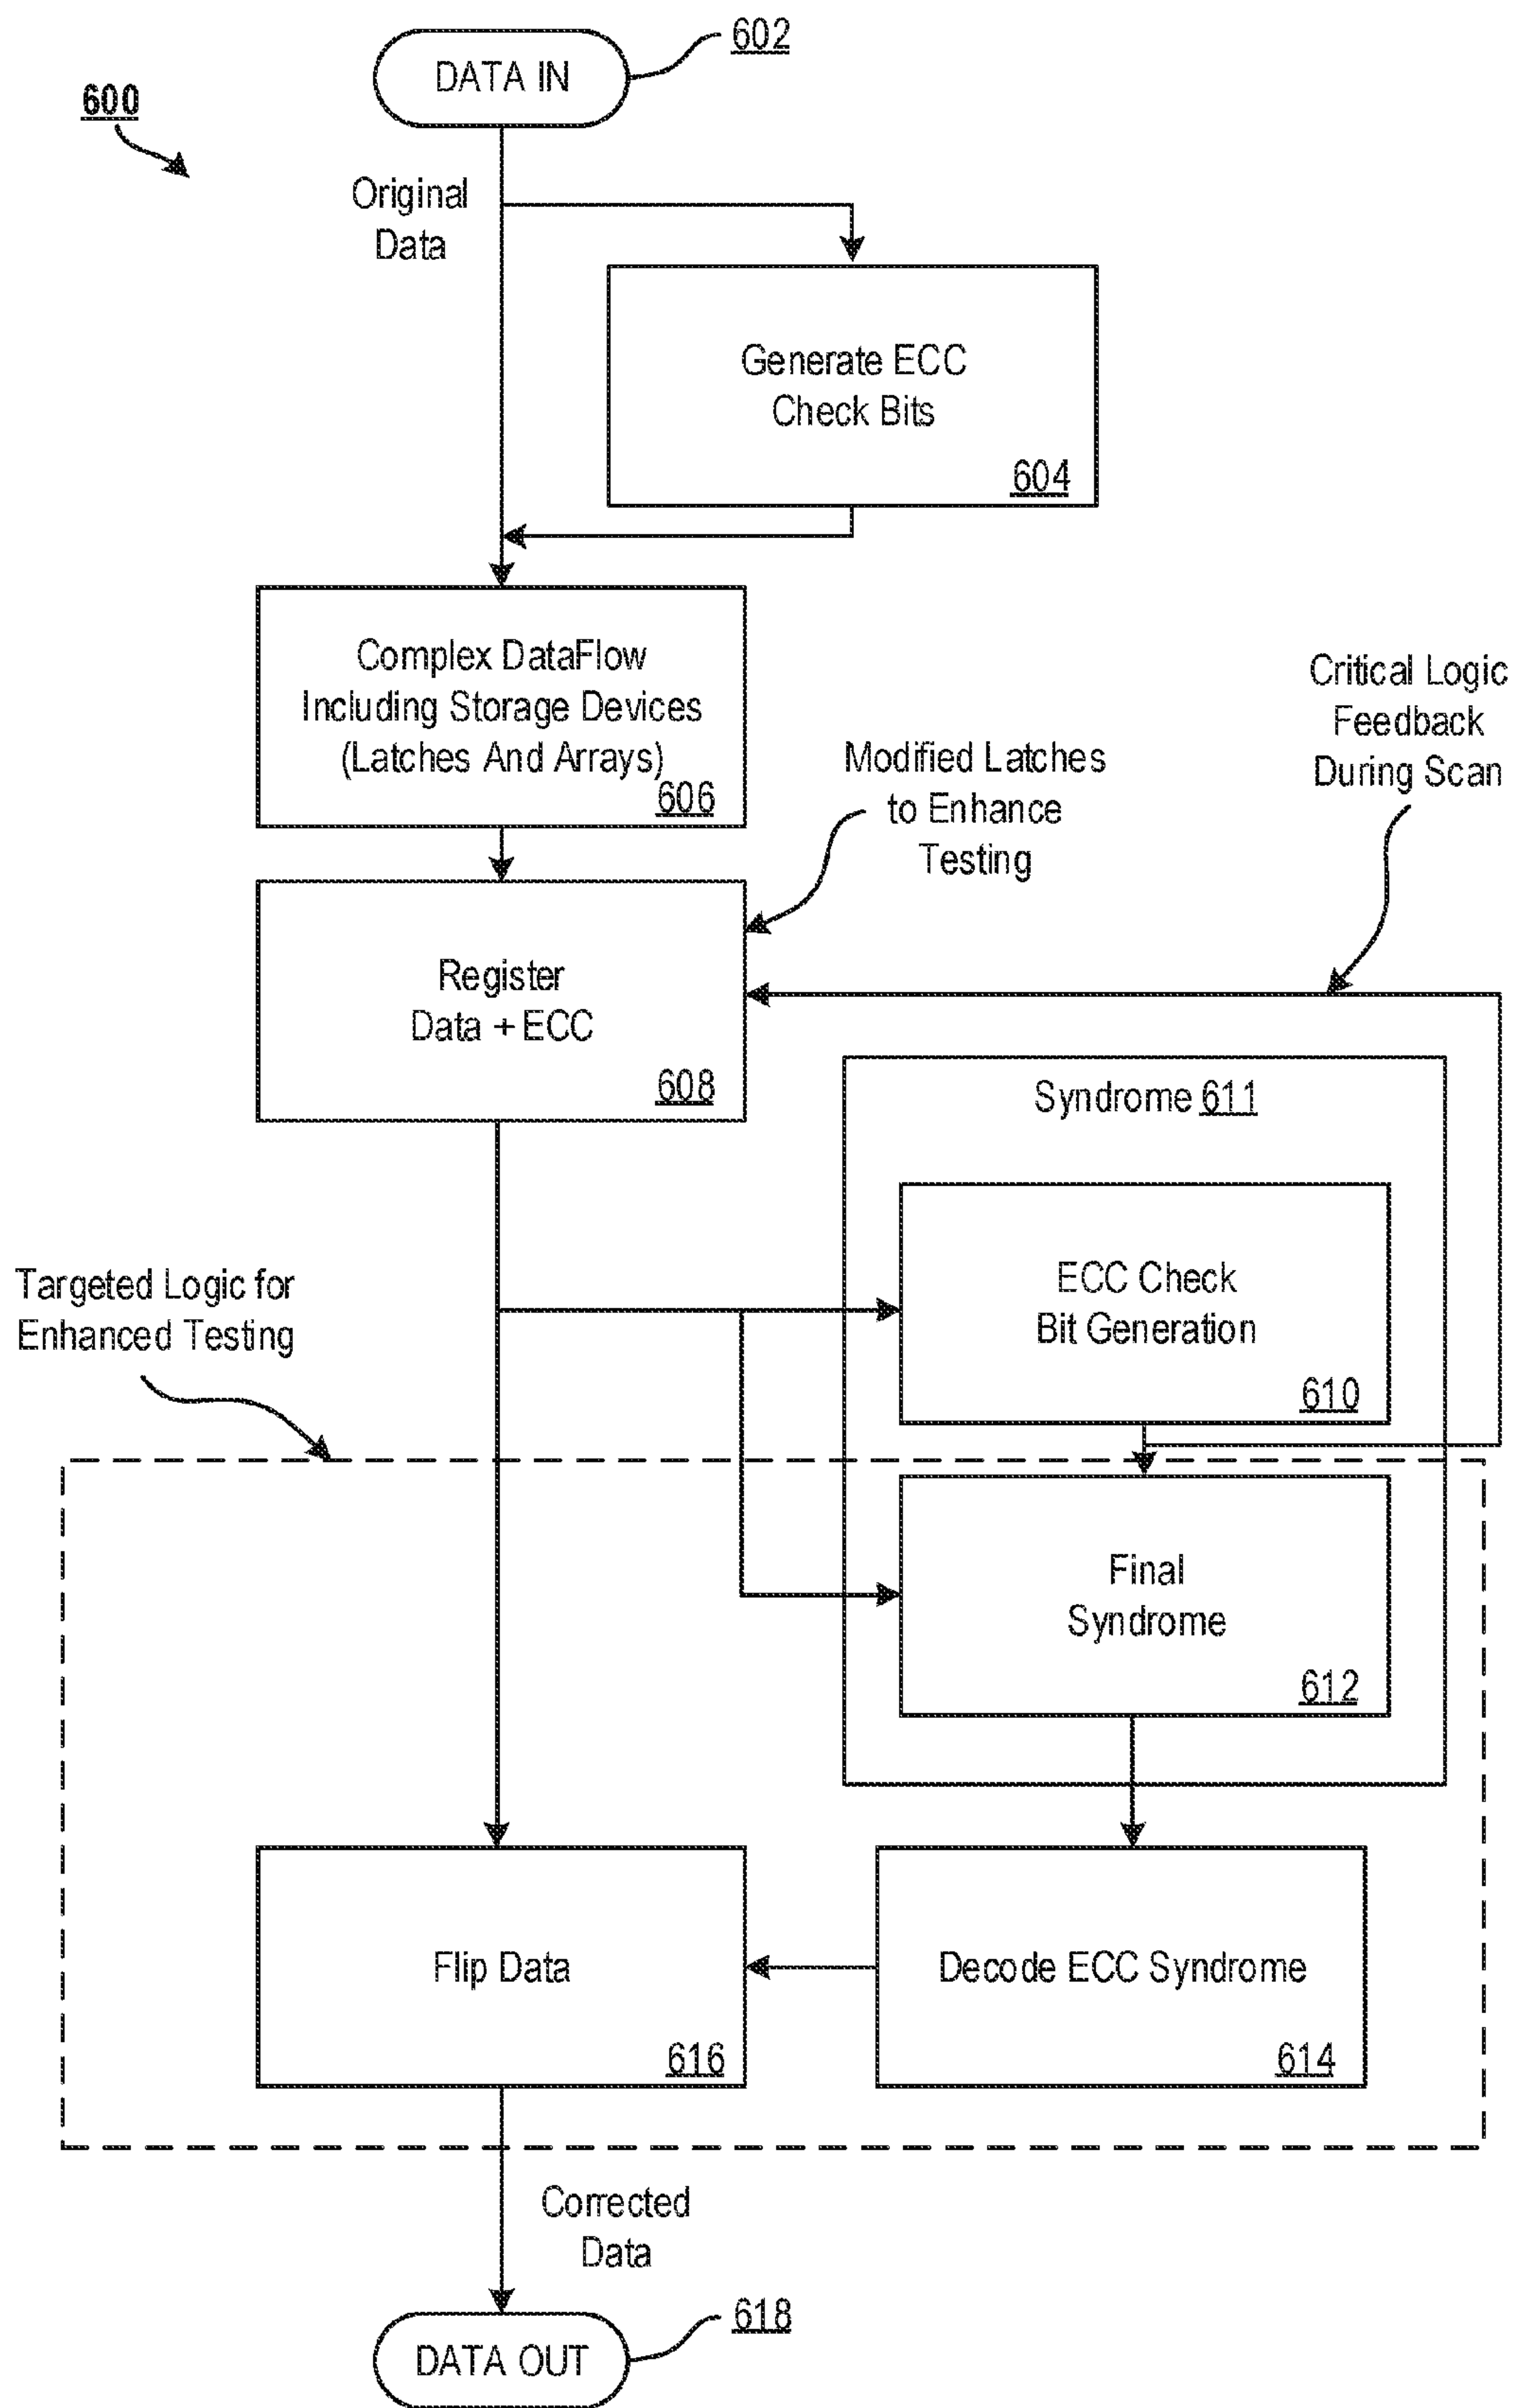 602
DATA IN
600
Original
Data
Generate ECC
Check Bits
604
Complex DataFlow
Including Storage Devices
(Latches And Arrays)
606
Critical Logic
Feedback
During Scan
Modified Latches
to Enhance
Testing
Register
Data + ECC
608
Syndrome 611
ECC Check
Bit Generation
610
Targeted Logic for
Enhanced Testing
Final
Syndrome
612
Flip Data
616
Decode ECC Syndrome
614
Corrected
Data
618
DATA OUT